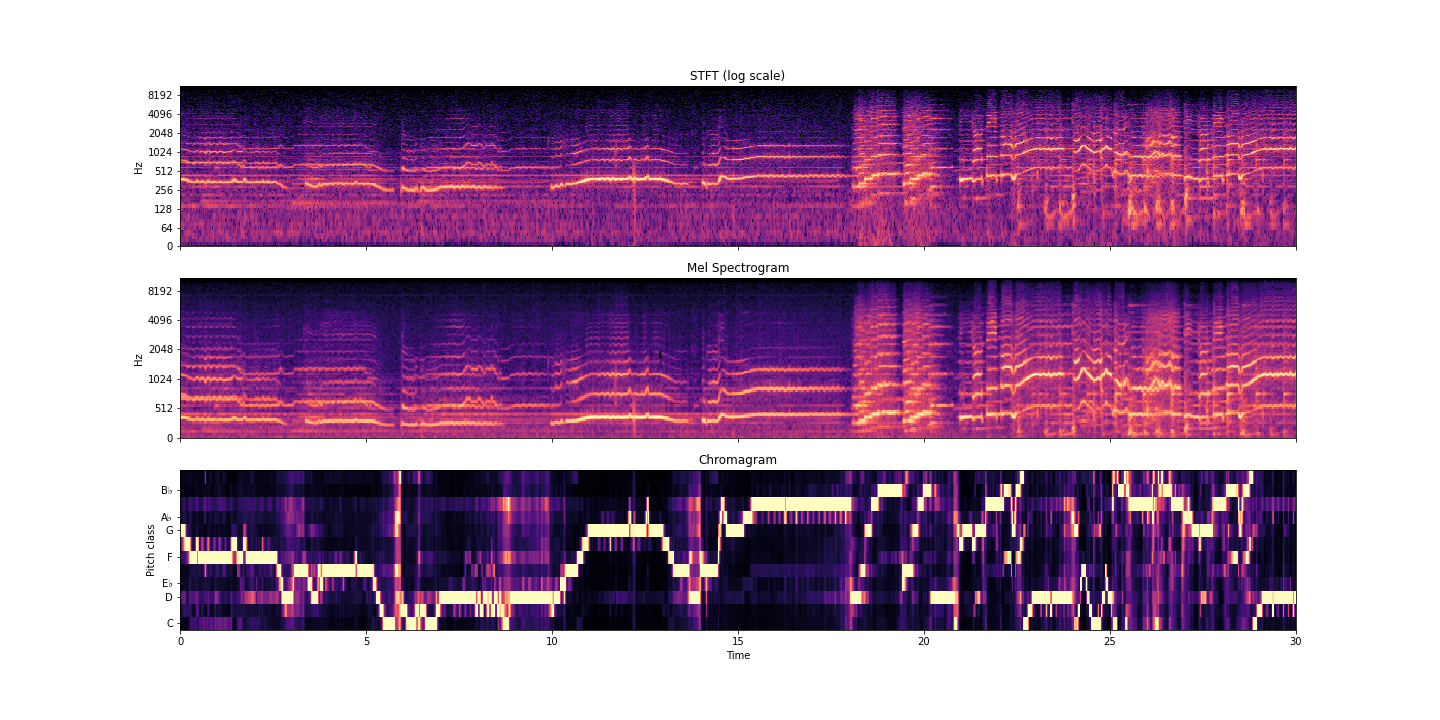 STFT (log scale)
8192
4096
2048
1024
512
256
128
64
0
Hz
Mel Spectrogram
8192
4096
2048
1024
512
0
Hz
Chromagram
B♭
A♭
G
F
E♭
D
C
Pitch class
0 5 10 15 20 25 30
Time